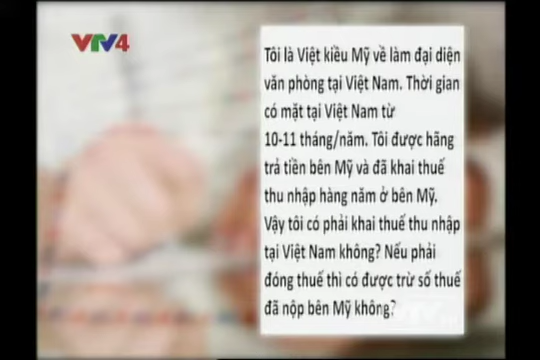 VTV4
Tôi là Việt kiều Mỹ về làm đại diện
văn phòng tại Việt Nam. Thời gian
có mặt tại Việt Nam từ
10-11 tháng/năm. Tôi được hãng
trả tiền bên Mỹ và đã khai thuế
thu nhập hàng năm ở bên Mỹ.
Vậy tôi có phải khai thuế thu nhập
tại Việt Nam không? Nếu phải
đóng thuế thì có được trừ số thuế
đã nộp bên Mỹ không?